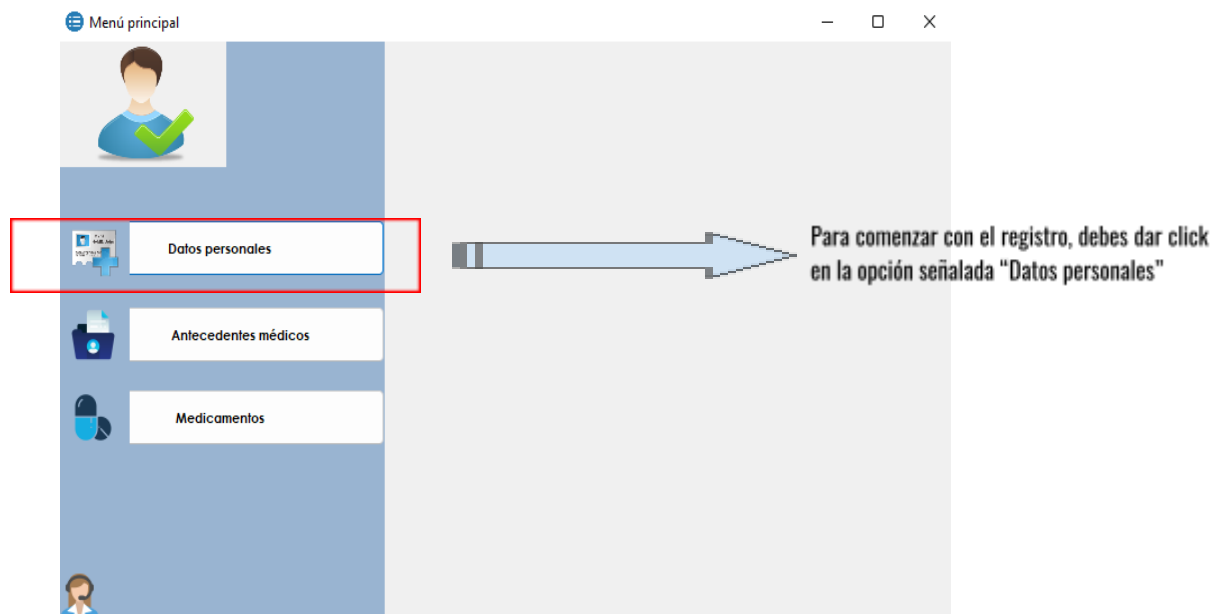 Menú principal
Datos personales
Para comenzar con el registro, debes dar click
en la opción señalada “Datos personales”
Antecedentes médicos
Medicamentos